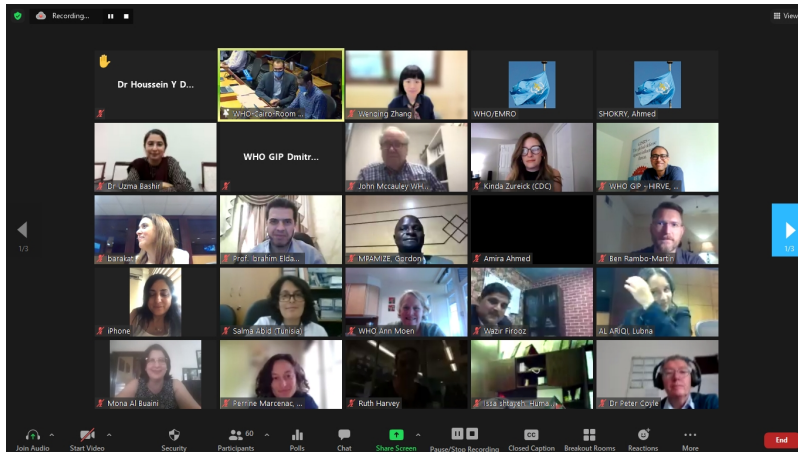 Recording...
View
Dr Houssein Y D...
WHO-Cairo-Room ...
Wenqing Zhang
WHO/EMRO
SHOKRY, Ahmed
Dr Uzma Bashir
WHO GIP Dmitr...
John Mccauley WH...
Kinda Zureick (CDC)
WHO GIP - HIRVE, ...
barakat
Prof. Ibrahim Elda...
MPAMIZE, Gordon
Amira Ahmed
Ben Rambo-Martin
1/3
1/3
iPhone
Salma Abid (Tunisia)
WHO Ann Moen
Wazir Firooz
AL ARIQI, Lubna
Mona Al Buaini
Perrine Marcenac, ...
Ruth Harvey
Issa shtayeh, Huma...
Dr Peter Coyle
Join Audio
Start Video
Security
Participants
60
Polls
Chat
Share Screen
Pause/Stop Recording
CC
Closed Caption
Breakout Rooms
Reactions
More
End